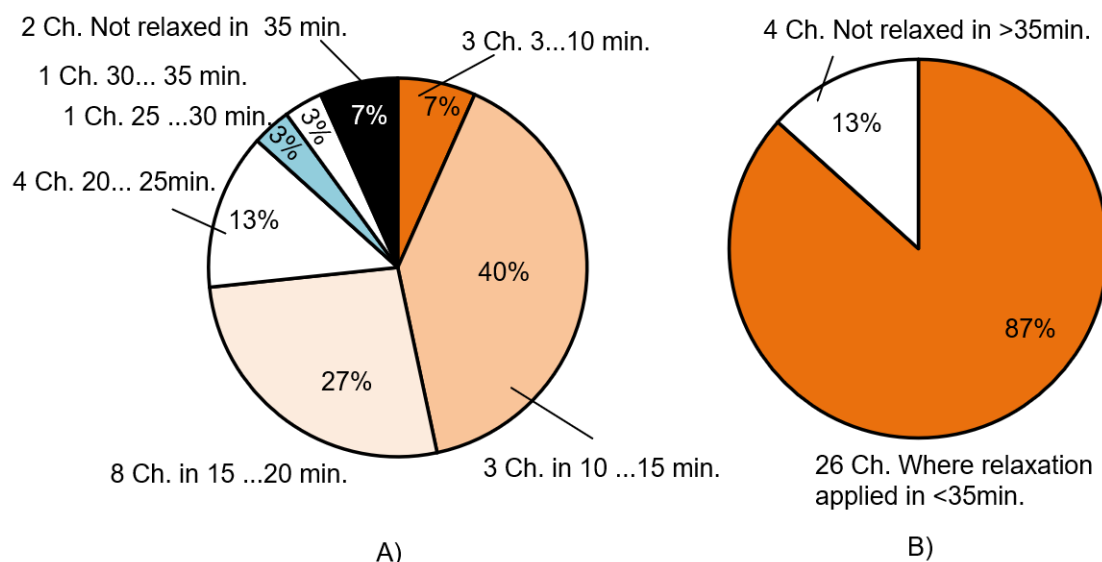 2 Ch. Not relaxed in 35 min.
3 Ch. 3...10 min.
1 Ch. 30... 35 min.
1 Ch. 25 ...30 min.
4 Ch. 20... 25min.
7%
7%
3%
3%
13%
40%
27%
8 Ch. in 15 ...20 min.
3 Ch. in 10 ...15 min.
A)
4 Ch. Not relaxed in >35min.
13%
87%
26 Ch. Where relaxation
applied in <35min.
B)